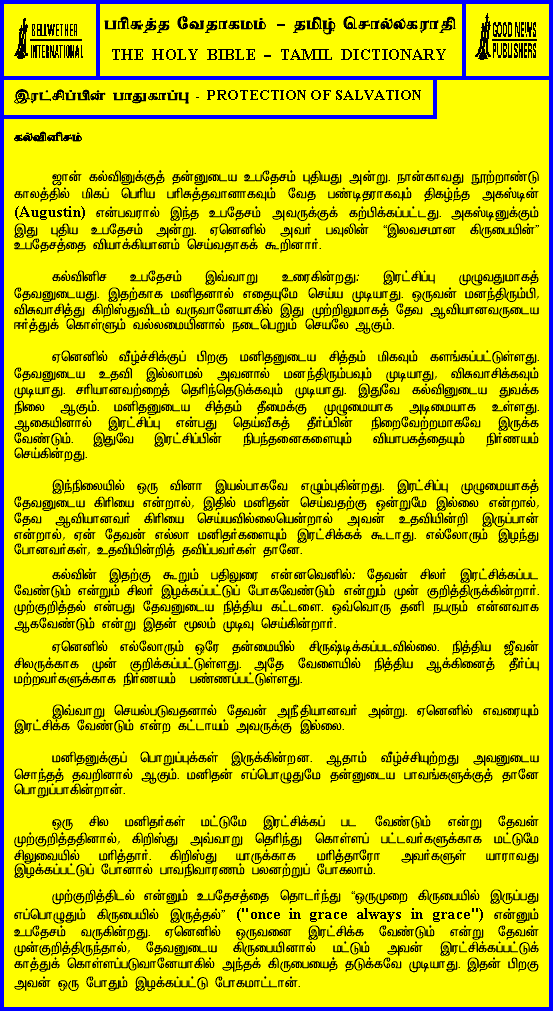 BELLWETHER
INTERNATIONAL
பரிசுத்த வேதாகமம் – தமிழ் சொல்லகராதி
THE HOLY BIBLE – TAMIL DICTIONARY
GOOD NEWS
PUBLISHERS
இரட்சிப்பின் பாதுகாப்பு - PROTECTION OF SALVATION
கல்வினிசம்
ஜான் கல்வினுக்குத் தன்னுடைய உபதேசம் புதியது அன்று. நான்காவது நூற்றாண்டு
காலத்தில் மிகப் பெரிய பரிசுத்தவானாகவும் வேத பண்டிதராகவும் திகழ்ந்த அகஸ்டின்
(Augustin) என்பவரால் இந்த உபதேசம் அவருக்குக் கற்பிக்கப்பட்டது. அகஸ்டினுக்கும்
இது புதிய உபதேசம் அன்று. ஏனெனில் அவர் பவுலின் “இலவசமான கிருபையின்”
உபதேசத்தை வியாக்கியானம் செய்வதாகக் கூறினார்.
கல்வினிச உபதேசம் இவ்வாறு உரைகின்றது: இரட்சிப்பு முழுவதுமாகத்
தேவனுடையது. இதற்காக மனிதனால் எதையுமே செய்ய முடியாது. ஒருவன் மனந்திரும்பி,
விசுவாசித்து கிறிஸ்துவிடம் வருவானேயாகில் இது முற்றிலுமாகத் தேவ ஆவியானவருடைய
ஈர்த்துக் கொள்ளும் வல்லமையினால் நடைபெறும் செயலே ஆகும்.
ஏனெனில் வீழ்ச்சிக்குப் பிறகு மனிதனுடைய சித்தம் மிகவும் களங்கப்பட்டுள்ளது.
தேவனுடைய உதவி இல்லாமல் அவனால் மனந்திரும்பவும் முடியாது, விசுவாசிக்கவும்
முடியாது. சரியானவற்றைத் தெரிந்தெடுக்கவும் முடியாது. இதுவே கல்வினுடைய துவக்க
நிலை ஆகும். மனிதனுடைய சித்தம் தீமைக்கு முழுமையாக அடிமையாக உள்ளது.
ஆகையினால் இரட்சிப்பு என்பது தெய்வீகத் தீர்ப்பின் நிறைவேற்றமாகவே இருக்க
வேண்டும். இதுவே இரட்சிப்பின் நிபந்தனைகளையும் வியாபகத்தையும் நிர்ணயம்
செய்கின்றது.
இந்நிலையில் ஒரு வினா இயல்பாகவே எழும்புகின்றது. இரட்சிப்பு முழுமையாகத்
தேவனுடைய கிரியை என்றால், இதில் மனிதன் செய்வதற்கு ஒன்றுமே இல்லை என்றால்,
தேவ ஆவியானவர் கிரியை செய்யவில்லையென்றால் அவன் உதவியின்றி இருப்பான்
என்றால், ஏன் தேவன் எல்லா மனிதர்களையும் இரட்சிக்கக் கூடாது. எல்லோரும் இழந்து
போனவர்கள், உதவியின்றித் தவிப்பவர்கள் தானே.
கல்வின் இதற்கு கூறும் பதிலுரை என்னவெனில்: தேவன் சிலர் இரட்சிக்கப்பட
வேண்டும் என்றும் சிலர் இழக்கப்பட்டுப் போகவேண்டும் என்றும் முன் குறித்திருக்கின்றார்.
முற்குறித்தல் என்பது தேவனுடைய நித்திய கட்டளை. ஒவ்வொரு தனி நபரும் என்னவாக
ஆகவேண்டும் என்று இதன் மூலம் முடிவு செய்கின்றார்.
ஏனெனில் எல்லோரும் ஒரே தன்மையில் சிருஷ்டிக்கப்படவில்லை. நித்திய ஜீவன்
சிலருக்காக முன் குறிக்கப்பட்டுள்ளது. அதே வேளையில் நித்திய ஆக்கினைத் தீர்ப்பு
மற்றவர்களுக்காக நிர்ணயம் பண்ணப்பட்டுள்ளது.
இவ்வாறு செயல்படுவதனால் தேவன் அநீதியானவர் அன்று. ஏனெனில் எவரையும்
இரட்சிக்க வேண்டும் என்ற கட்டாயம் அவருக்கு இல்லை.
மனிதனுக்குப் பொறுப்புக்கள் இருக்கின்றன. ஆதாம் வீழ்ச்சியுற்றது அவனுடைய
சொந்தத் தவறினால் ஆகும். மனிதன் எப்பொழுதுமே தன்னுடைய பாவங்களுக்குத் தானே
பொறுப்பாகின்றான்.
ஒரு சில மனிதர்கள் மட்டுமே இரட்சிக்கப் பட வேண்டும் என்று தேவன்
முற்குறித்ததினால், கிறிஸ்து அவ்வாறு தெரிந்து கொள்ளப் பட்டவர்களுக்காக மட்டுமே
சிலுவையில் மரித்தார். கிறிஸ்து யாருக்காக மரித்தாரோ அவர்களுள் யாராவது
இழக்கப்பட்டுப் போனால் பாவநிவாரணம் பலனற்றுப் போகலாம்.
முற்குறித்திடல் என்னும் உபதேசத்தை தொடர்ந்து “ஒருமுறை கிருபையில் இருப்பது
எப்பொழுதும் கிருபையில் இருத்தல்” ("once in grace always in grace") என்னும்
உபதேசம் வருகின்றது. ஏனெனில் ஒருவனை இரட்சிக்க வேண்டும் என்று தேவன்
முன்குறித்திருந்தால், தேவனுடைய கிருபையினால் மட்டும் அவன் இரட்சிக்கப்பட்டுக்
காத்துக் கொள்ளப்படுவானேயாகில் அந்தக் கிருபையைத் தடுக்கவே முடியாது. இதன் பிறகு
அவன் ஒரு போதும் இழக்கப்பட்டு போகமாட்டான்.